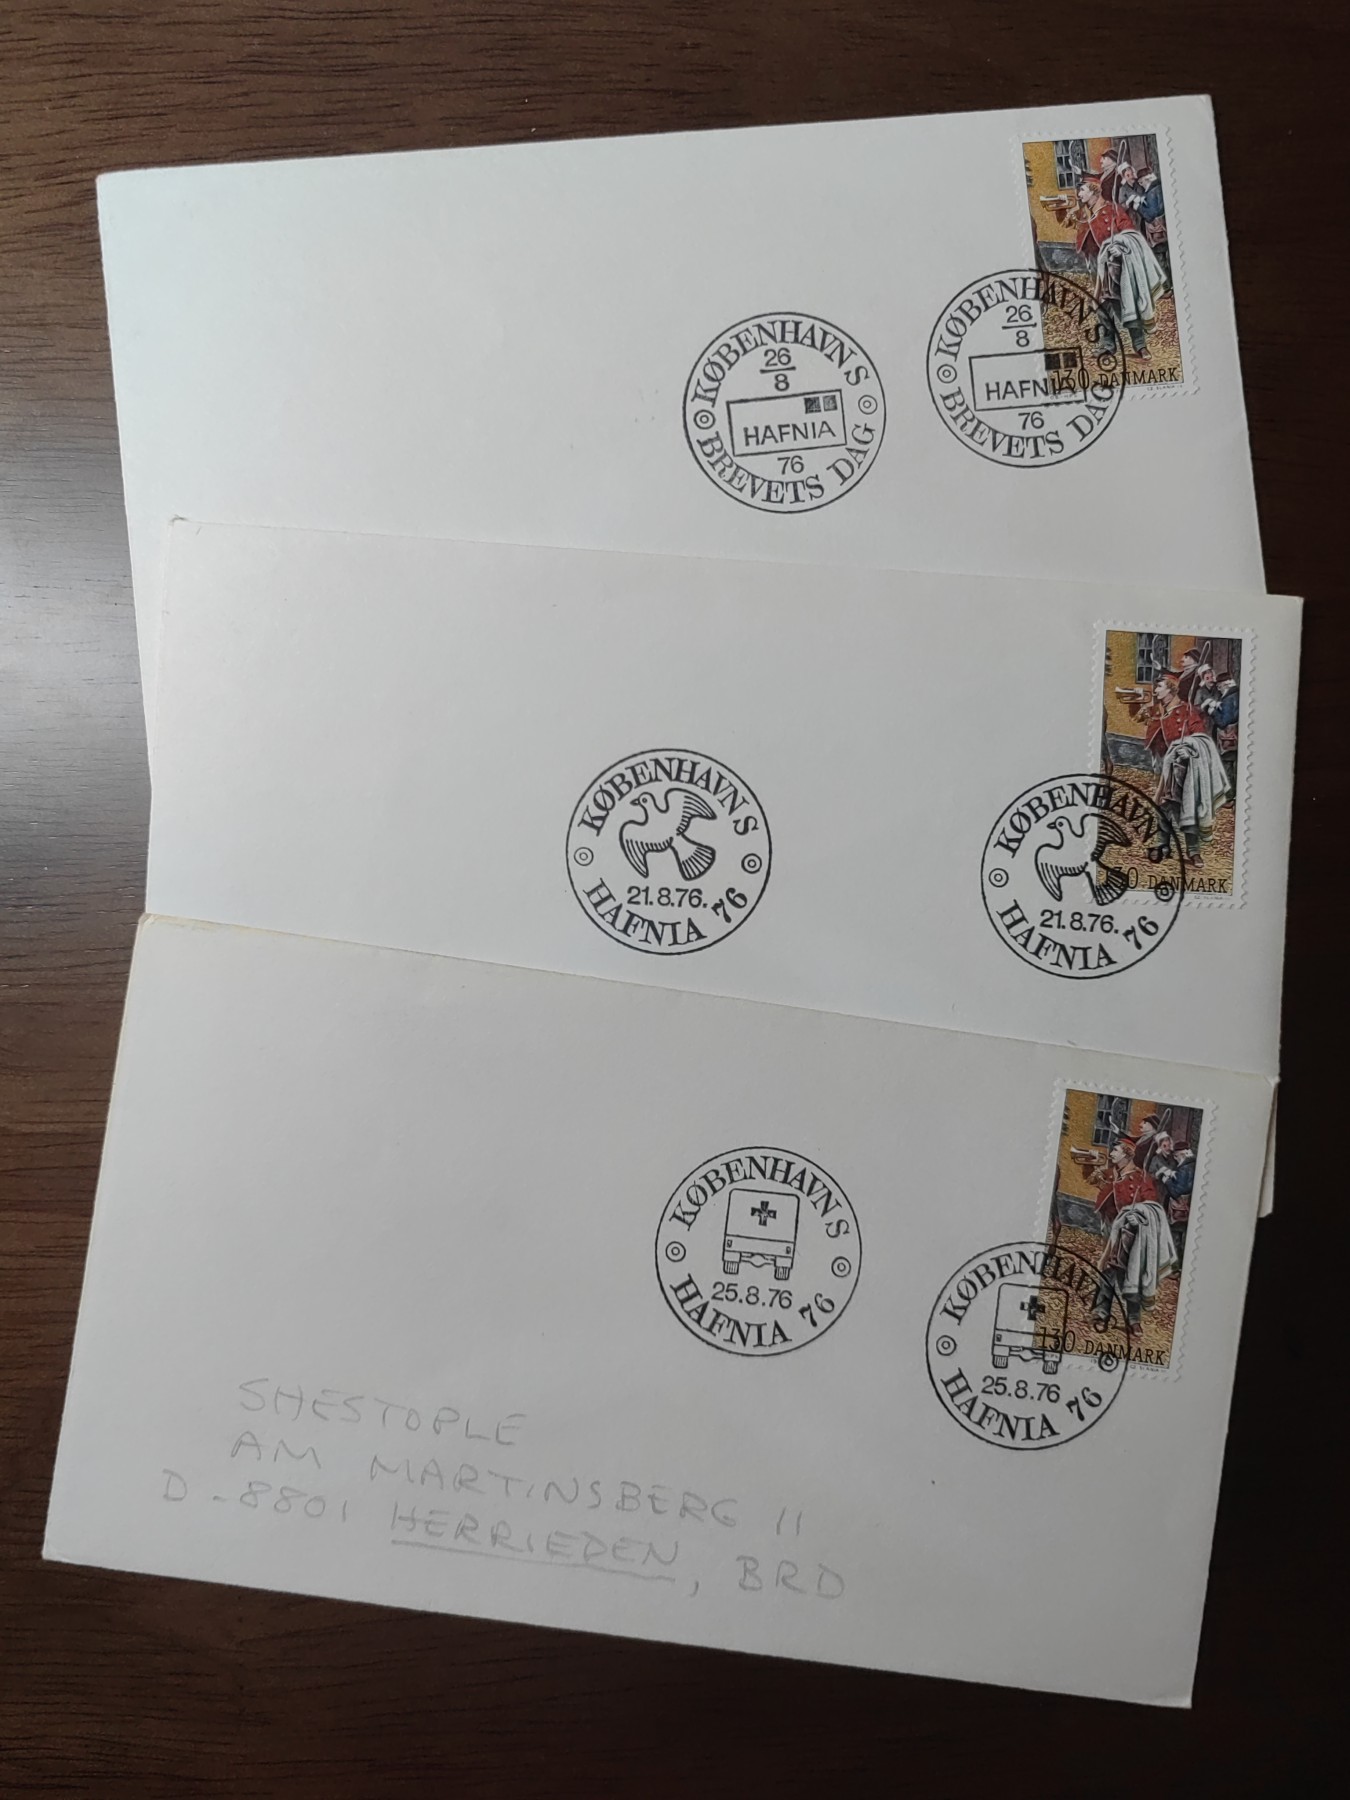 KØBENHAVN S
26
8
HAFNIA
76
BREVETS DAG
KØBENHAVN S
26
8
HAFNIA
76
BREVETS DAG
130 DANMARK
KØBENHAVN S
21.8.76.
HAFNIA 76
KØBENHAVN S
21.8.76.
HAFNIA 76
130 DANMARK
KØBENHAVN S
25.8.76
HAFNIA 76
KØBENHAVN S
25.8.76
HAFNIA 76
130 DANMARK
SHESTOPLE
AM MARTINSBERG 11
D-8801 HERRIEDEN, BRD